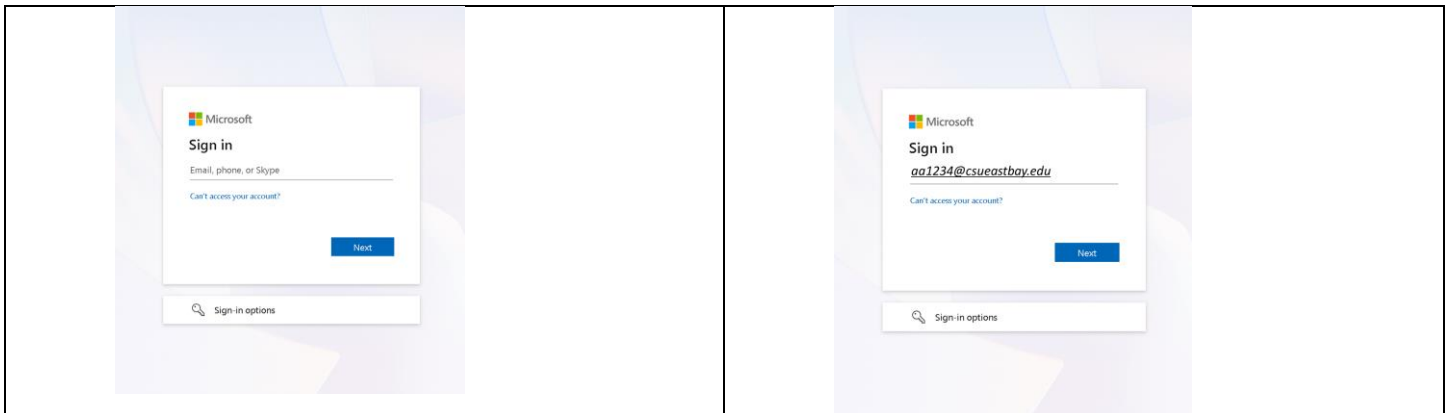 Microsoft
Sign in
Email, phone, or Skype
Can't access your account?
Next
Sign-in options
Microsoft
Sign in
aa1234@csueastbay.edu
Can't access your account?
Next
Sign-in options